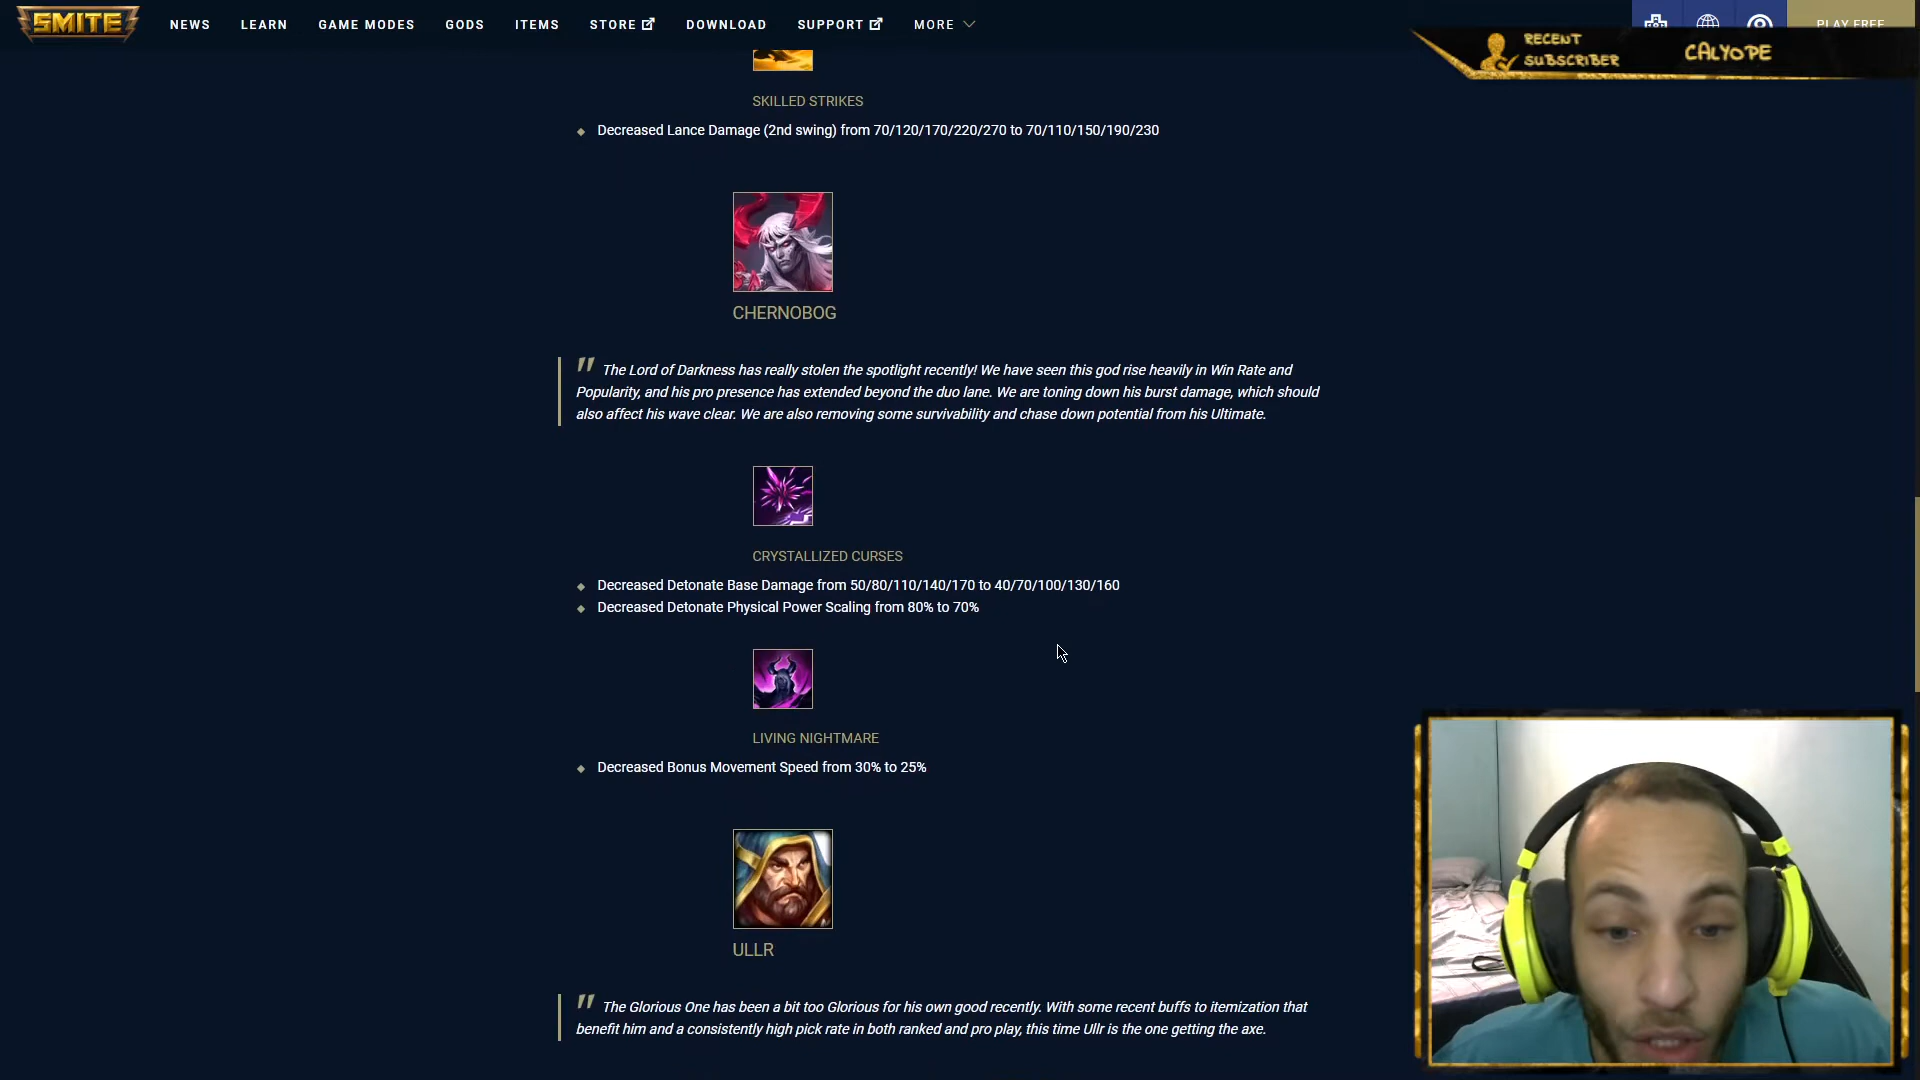 SMITE
NEWS LEARN GAME MODES GODS ITEMS STORE DOWNLOAD SUPPORT MORE PLAY FREE
RECENT
SUBSCRIBER
CALYOPE
SKILLED STRIKES
Decreased Lance Damage (2nd swing) from 70/120/170/220/270 to 70/110/150/190/230
CHERNOBOG
" The Lord of Darkness has really stolen the spotlight recently! We have seen this god rise heavily in Win Rate and
Popularity, and his pro presence has extended beyond the duo lane. We are toning down his burst damage, which should
also affect his wave clear. We are also removing some survivability and chase down potential from his Ultimate.
CRYSTALLIZED CURSES
Decreased Detonate Base Damage from 50/80/110/140/170 to 40/70/100/130/160
Decreased Detonate Physical Power Scaling from 80% to 70%
LIVING NIGHTMARE
Decreased Bonus Movement Speed from 30% to 25%
ULLR
" The Glorious One has been a bit too Glorious for his own good recently. With some recent buffs to itemization that
benefit him and a consistently high pick rate in both ranked and pro play, this time Ullr is the one getting the axe.